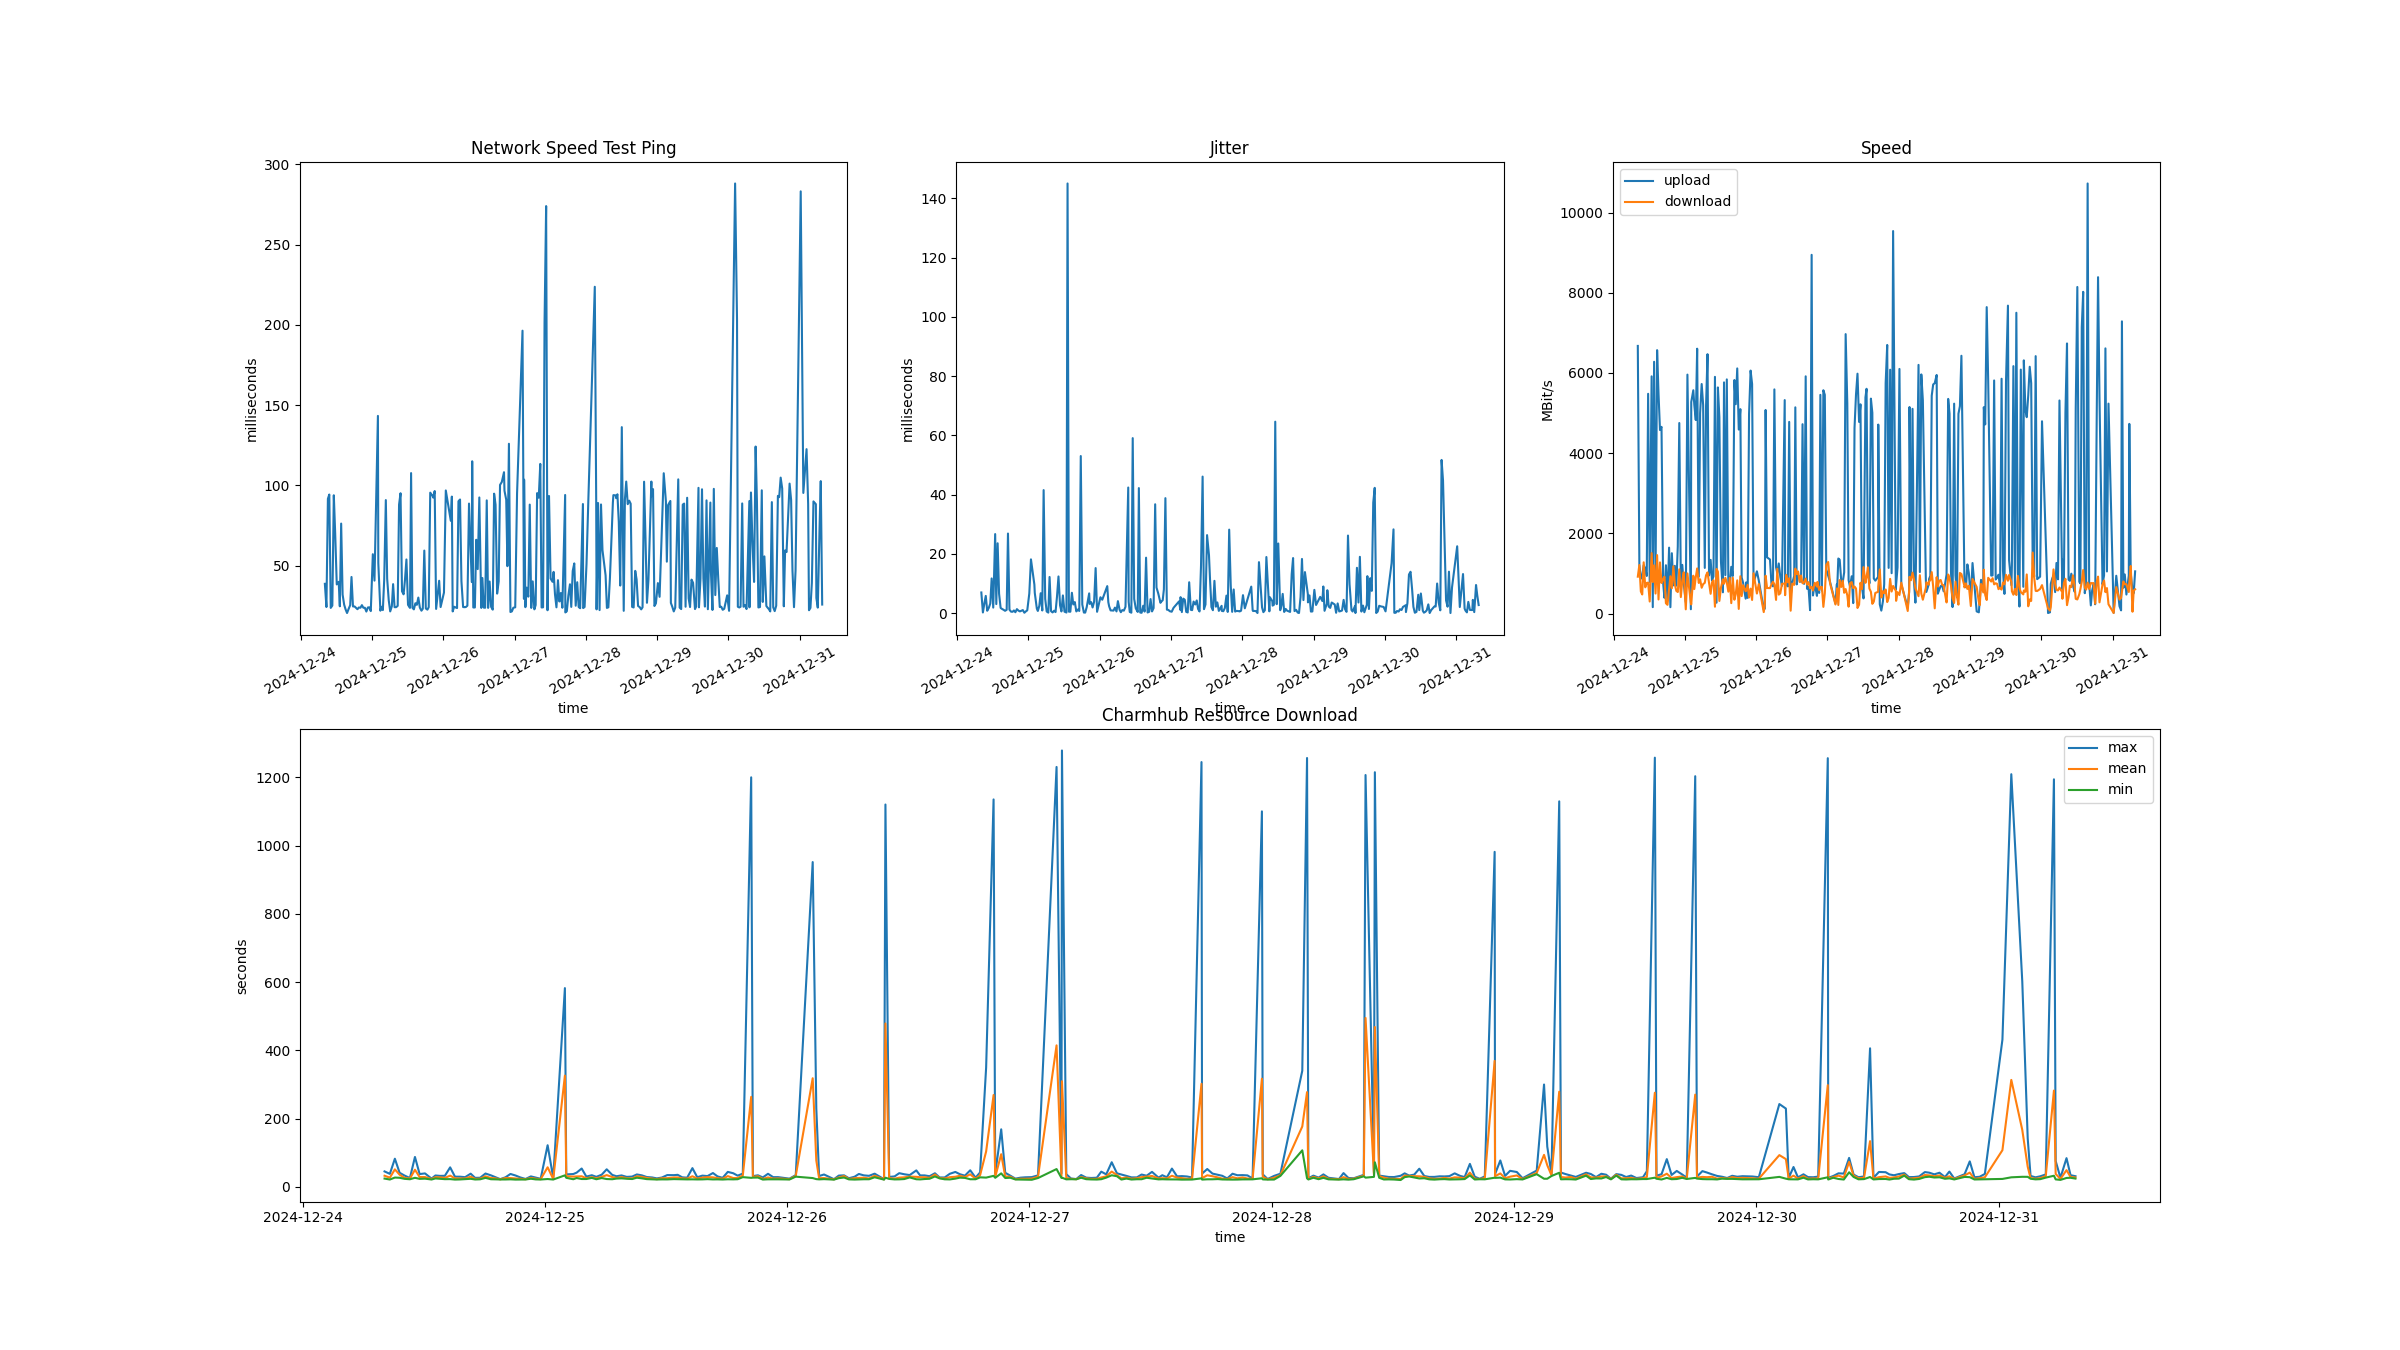 Network Speed Test Ping
300
250
200
150
100
50
milliseconds
2024-12-24 2024-12-25 2024-12-26 2024-12-27 2024-12-28 2024-12-29 2024-12-30 2024-12-31
time
Jitter
140
120
100
80
60
40
20
0
milliseconds
2024-12-24 2024-12-25 2024-12-26 2024-12-27 2024-12-28 2024-12-29 2024-12-30 2024-12-31
time
Speed
upload
download
10000
8000
6000
4000
2000
0
MBit/s
2024-12-24 2024-12-25 2024-12-26 2024-12-27 2024-12-28 2024-12-29 2024-12-30 2024-12-31
time
Charmhub Resource Download
max
mean
min
1200
1000
800
600
400
200
0
seconds
2024-12-24 2024-12-25 2024-12-26 2024-12-27 2024-12-28 2024-12-29 2024-12-30 2024-12-31
time